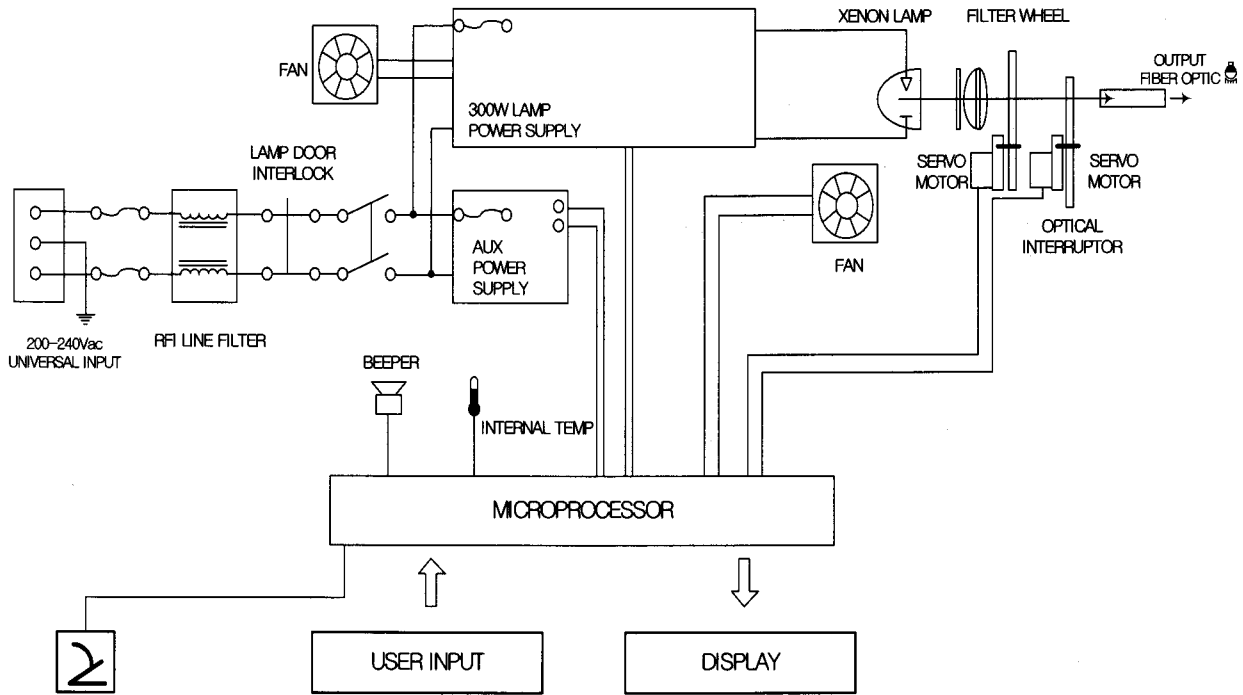 XENON LAMP
FILTER WHEEL
OUTPUT
FIBER OPTIC
FAN
300W LAMP
POWER SUPPLY
LAMP DOOR
INTERLOCK
SERVO
MOTOR
SERVO
MOTOR
OPTICAL
INTERRUPTOR
AUX
POWER
SUPPLY
FAN
200-240Vac
UNIVERSAL INPUT
RFI LINE FILTER
BEEPER
INTERNAL TEMP
MICROPROCESSOR
USER INPUT
DISPLAY